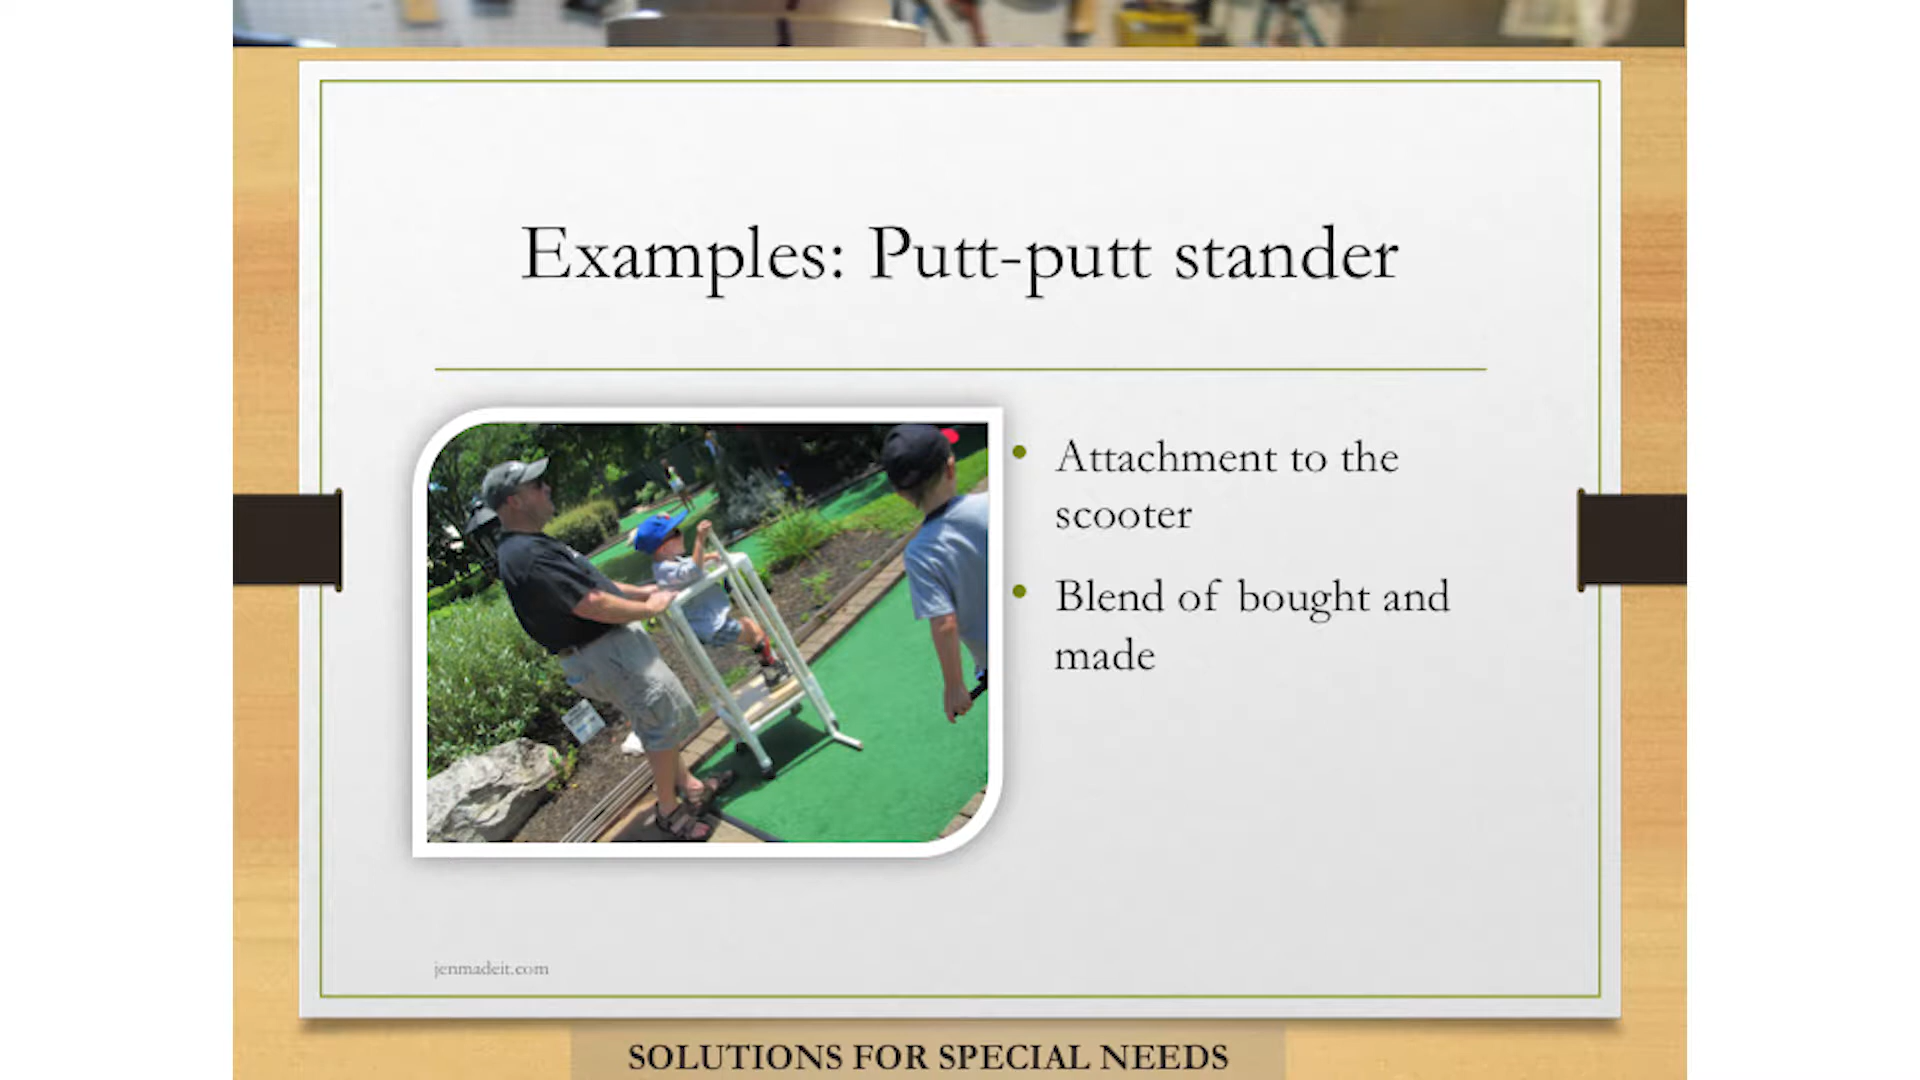 Examples: Putt-putt stander
• Attachment to the
scooter
• Blend of bought and
made
jenmadeit.com
SOLUTIONS FOR SPECIAL NEEDS